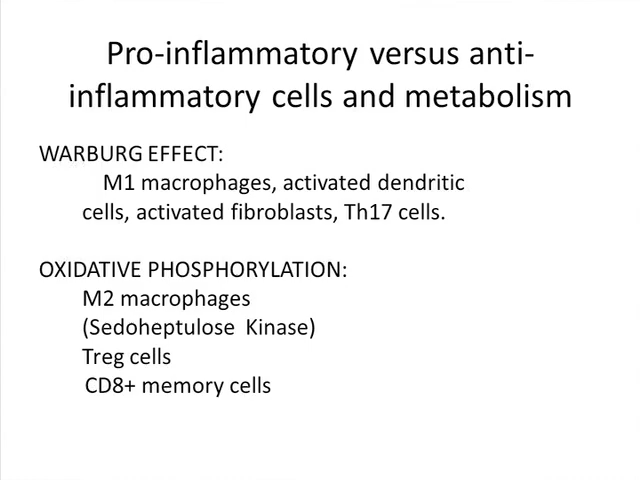 Pro-inflammatory versus anti-
inflammatory cells and metabolism
WARBURG EFFECT:
M1 macrophages, activated dendritic
cells, activated fibroblasts, Th17 cells.
OXIDATIVE PHOSPHORYLATION:
M2 macrophages
(Sedoheptulose Kinase)
Treg cells
CD8+ memory cells